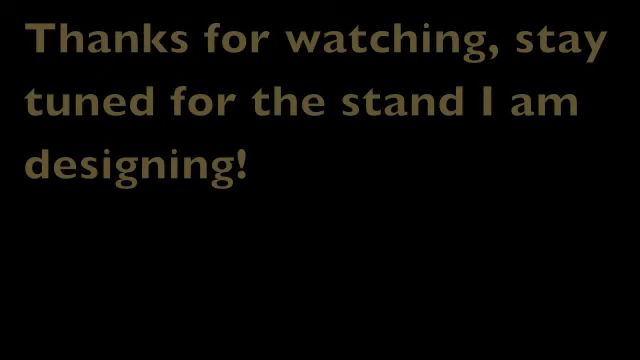 Thanks for watching, stay
tuned for the stand I am
designing!